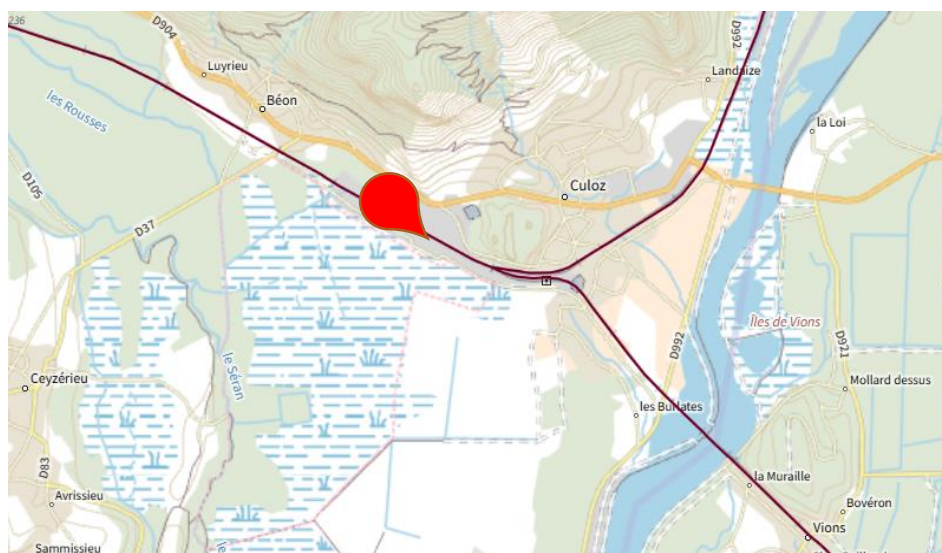 236
D904
D992
Luyrieu
Landaize
Béon
les Rousses
la Loi
D105
Culoz
D37
Îles de Vions
D992
D921
le Séran
Ceyzérieu
Mollard dessus
les Burlates
D83
la Muraille
Avrissieu
Bovéron
Vions
Sammissieu